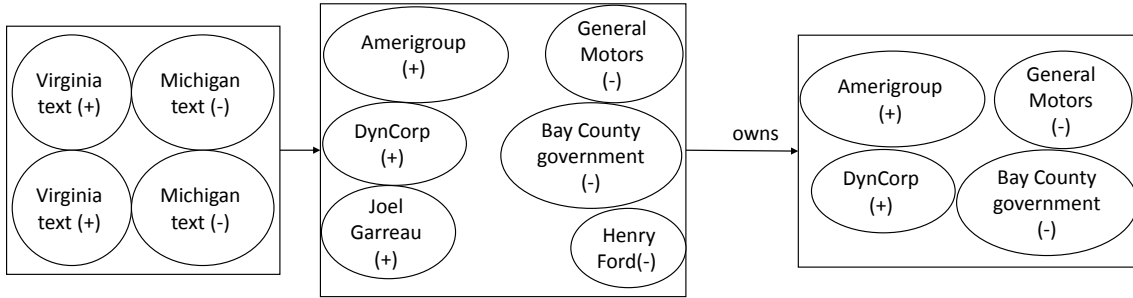 Virginia
text (+)
Michigan
text (-)
Virginia
text (+)
Michigan
text (-)
Amerigroup
(+)
General
Motors
(-)
DynCorp
(+)
Bay County
government
(-)
Joel
Garreau
(+)
Henry
Ford(-)
owns
Amerigroup
(+)
General
Motors
(-)
DynCorp
(+)
Bay County
government
(-)